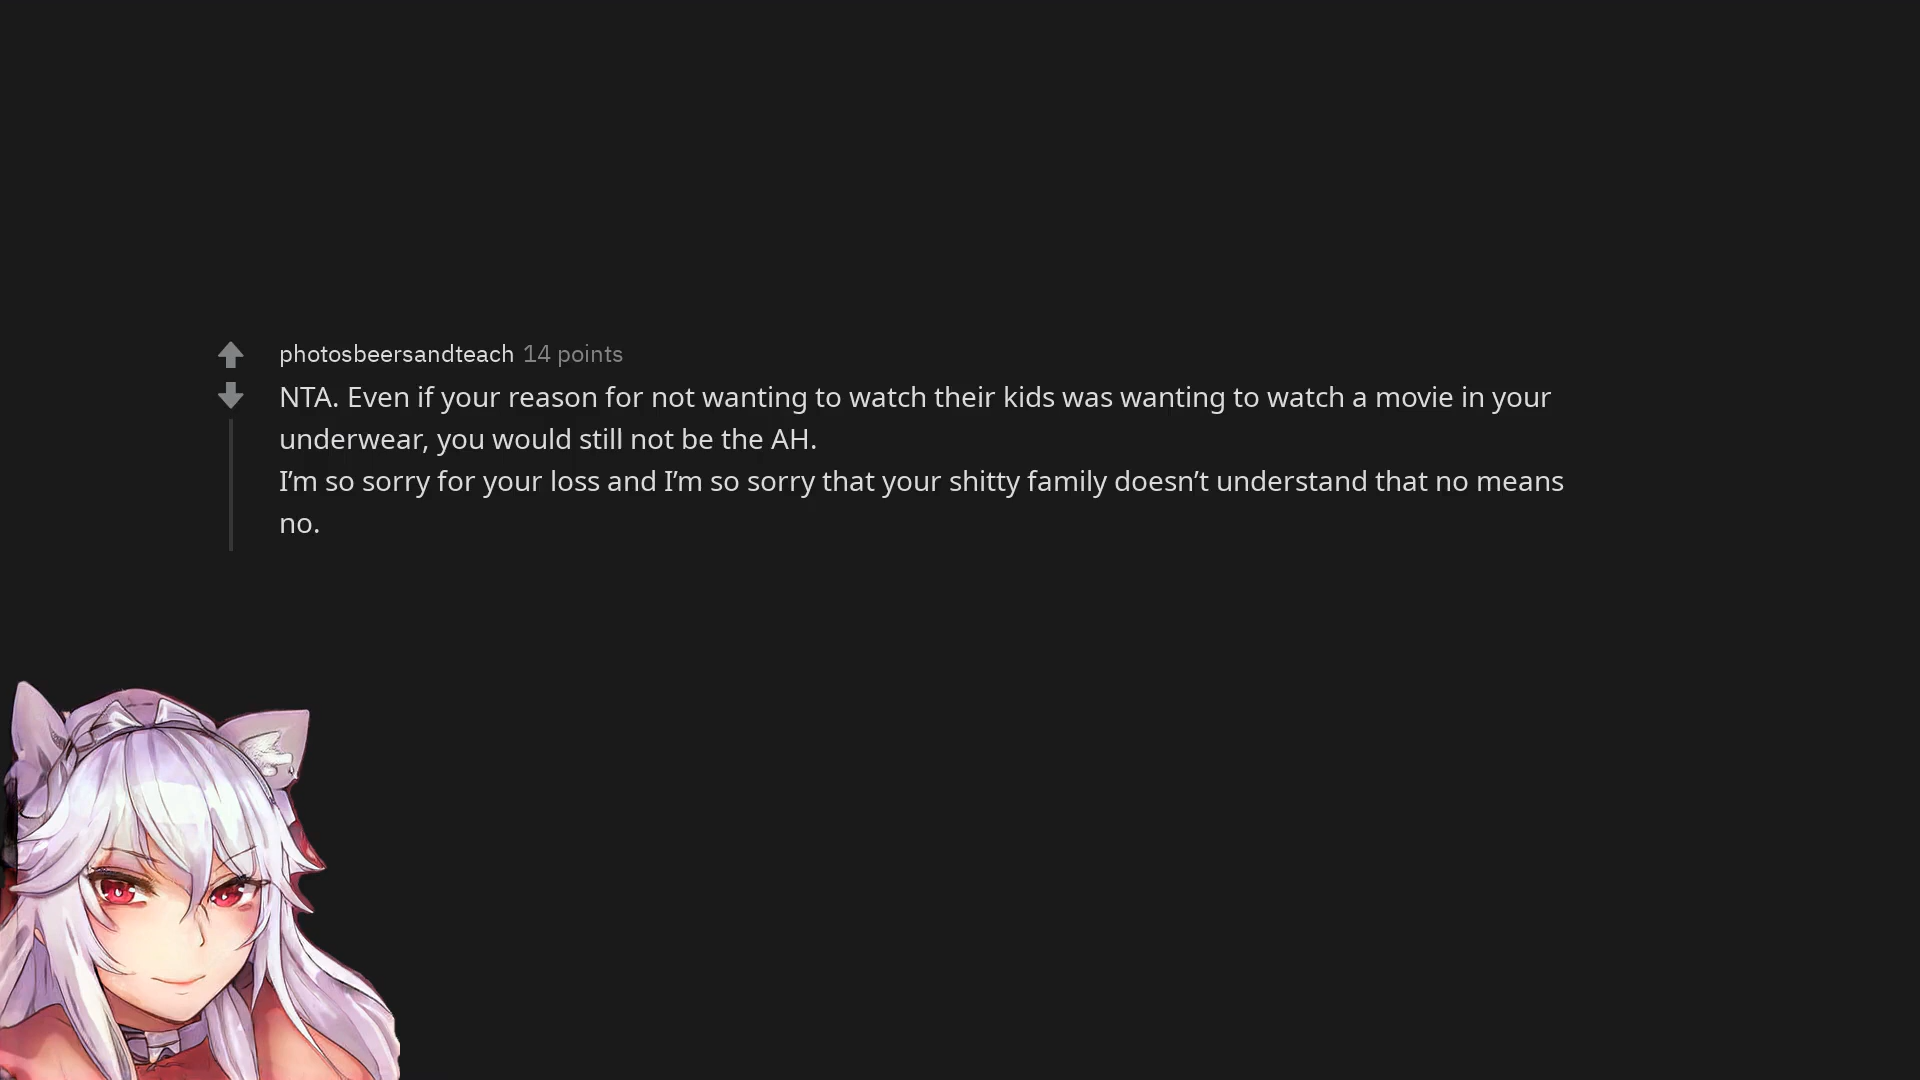 photosbeersandteach 14 points
NTA. Even if your reason for not wanting to watch their kids was wanting to watch a movie in your
underwear, you would still not be the AH.
I’m so sorry for your loss and I’m so sorry that your shitty family doesn’t understand that no means
no.